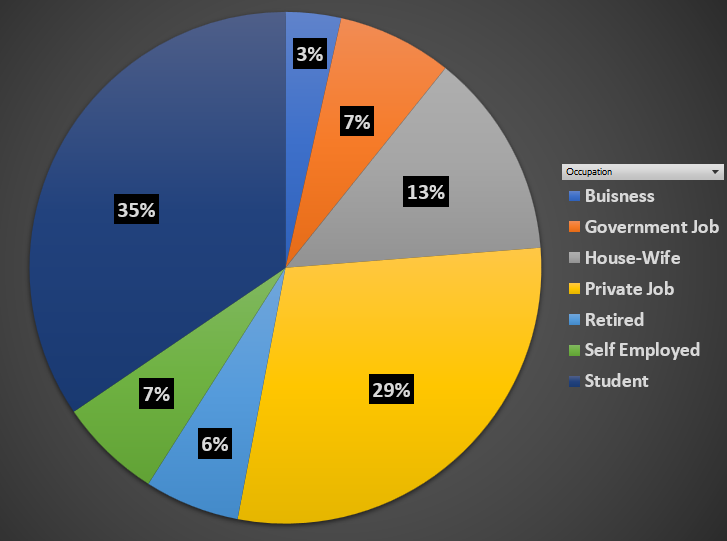 3%
7%
13%
35%
29%
7%
6%
Occupation
Buisness
Government Job
House-Wife
Private Job
Retired
Self Employed
Student